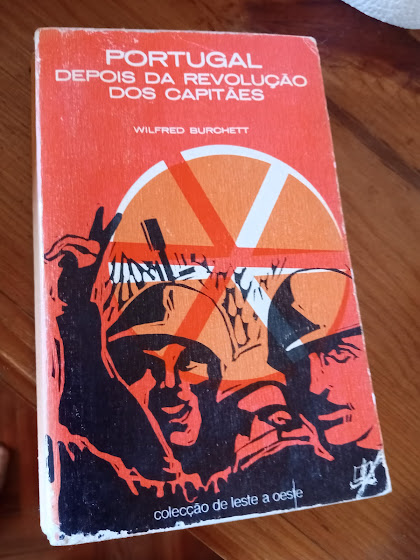 PORTUGAL
DEPOIS DA REVOLUÇÃO
DOS CAPITÃES
WILFRED BURCHETT
colecção de leste a oeste